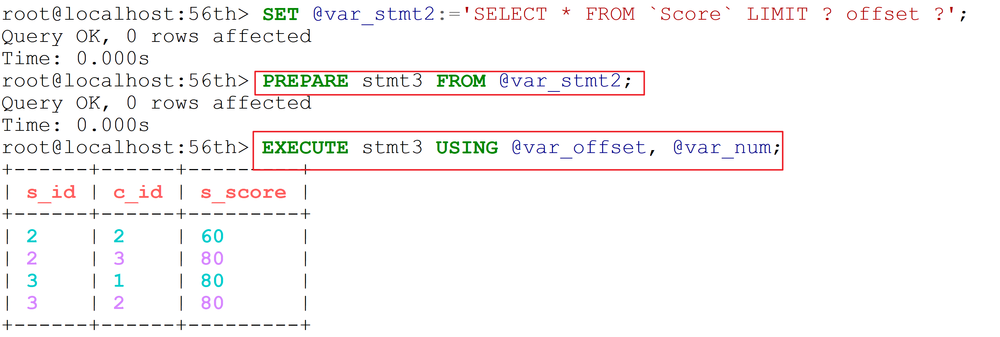 root@localhost:56th> SET @var_stmt2:='SELECT * FROM `Score` LIMIT ? offset ?';
Query OK, 0 rows affected
Time: 0.000s
root@localhost:56th> PREPARE stmt3 FROM @var_stmt2;
Query OK, 0 rows affected
Time: 0.000s
root@localhost:56th> EXECUTE stmt3 USING @var_offset, @var_num;
+------+------+---------+
| s_id | c_id | s_score |
+------+------+---------+
| 2    | 2    | 60      |
| 2    | 3    | 80      |
| 3    | 1    | 80      |
| 3    | 2    | 80      |
+------+------+---------+